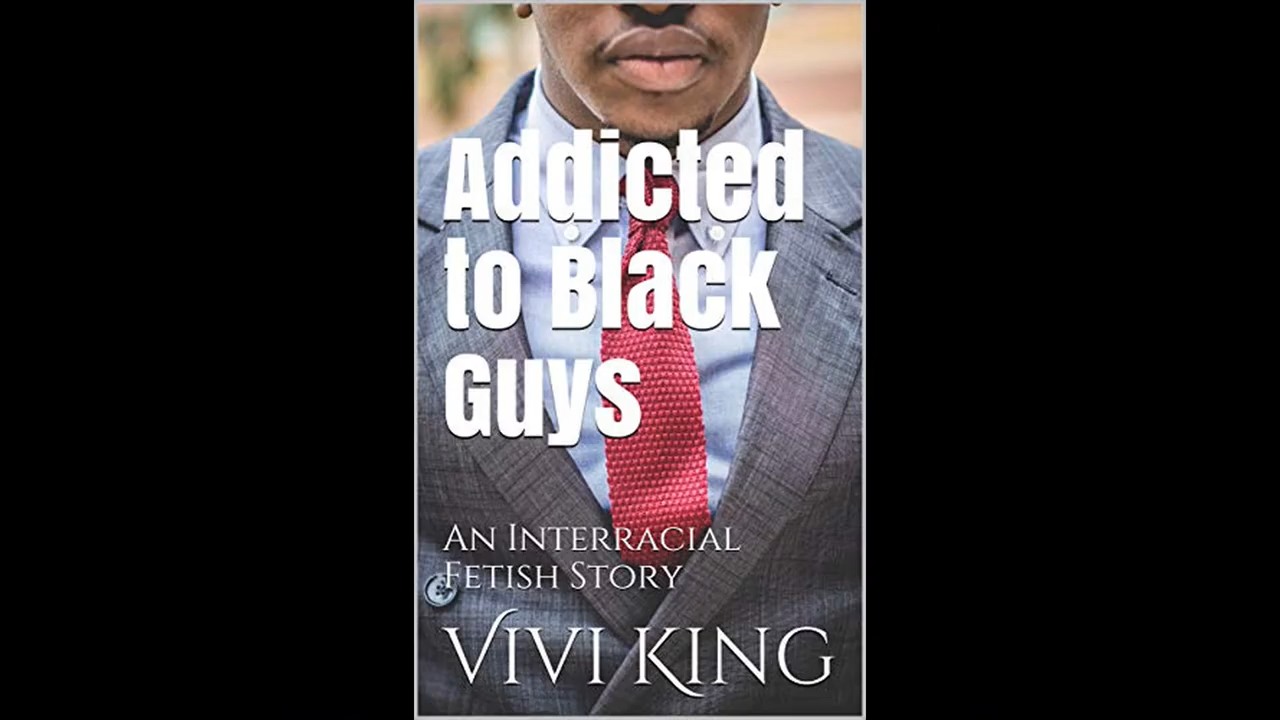 Addicted
to Black
Guys
An Interracial
Fetish Story
Vivi King